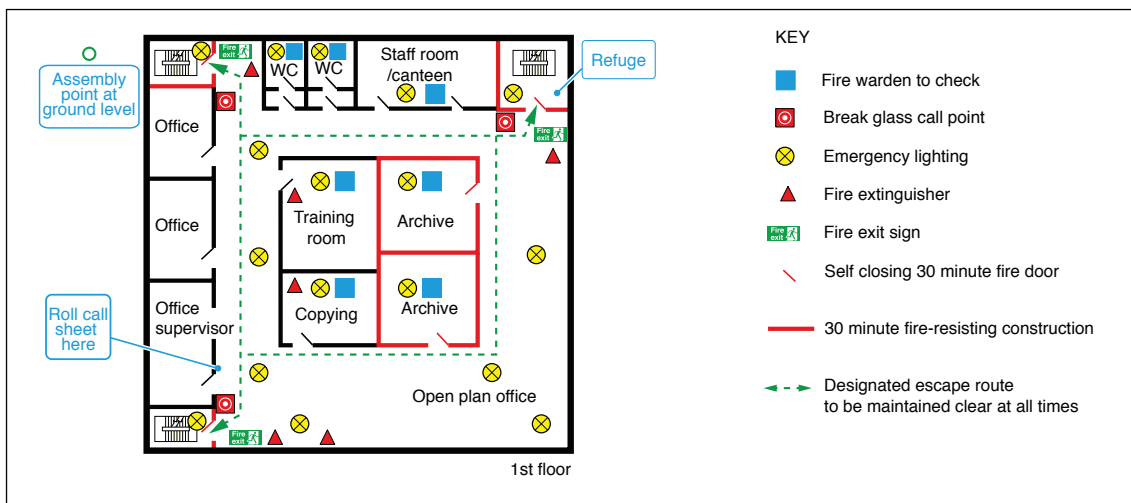 Assembly
point at
ground level
Fire
exit
WC
WC
Staff room
/canteen
Refuge
Office
Fire
exit
Training
room
Archive
Office
Roll call
sheet
here
Office
supervisor
Copying
Archive
Open plan office
Fire
exit
1st floor
KEY
Fire warden to check
Break glass call point
Emergency lighting
Fire extinguisher
Fire
exit
Fire exit sign
Self closing 30 minute fire door
30 minute fire-resisting construction
Designated escape route
to be maintained clear at all times